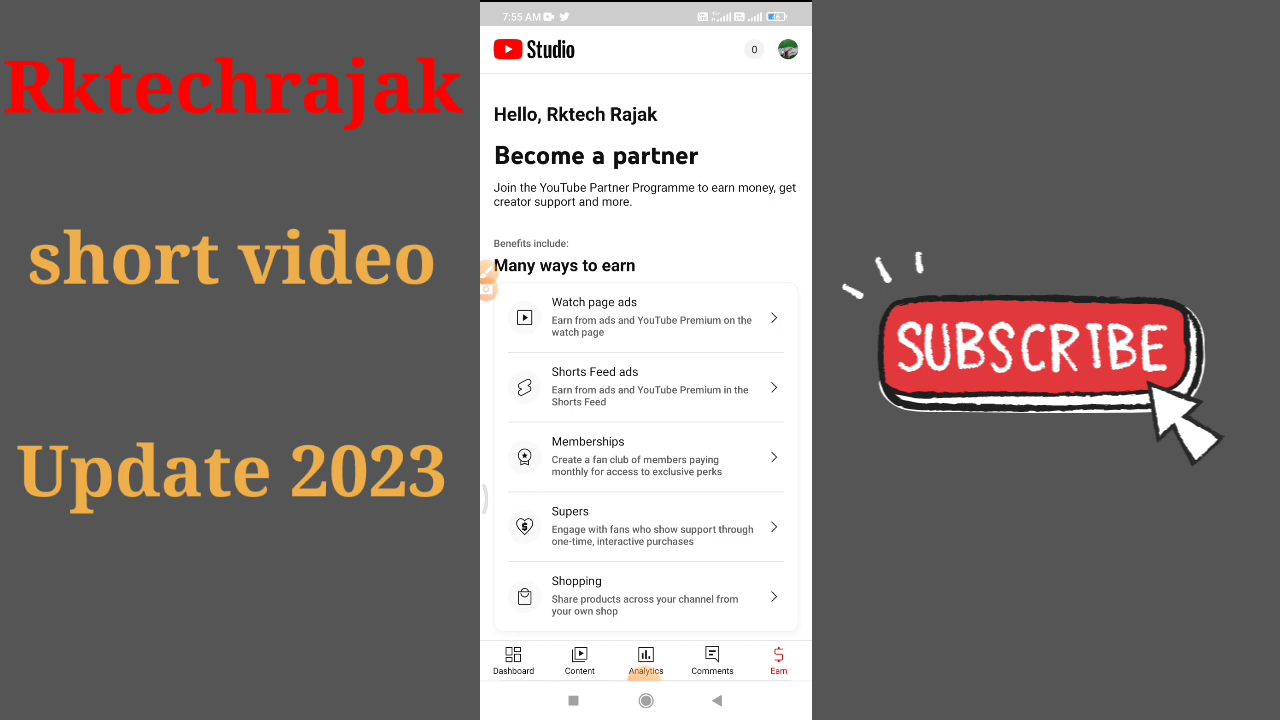 Rktechrajak
short video
Update 2023
7:55 AM
Studio
0
Hello, Rktech Rajak
Become a partner
Join the YouTube Partner Programme to earn money, get
creator support and more.
Benefits include:
Many ways to earn
Watch page ads
Earn from ads and YouTube Premium on the
watch page
Shorts Feed ads
Earn from ads and YouTube Premium in the
Shorts Feed
Memberships
Create a fan club of members paying
monthly for access to exclusive perks
Supers
Engage with fans who show support through
one-time, interactive purchases
Shopping
Share products across your channel from
your own shop
Dashboard
Content
Analytics
Comments
Earn
SUBSCRIBE